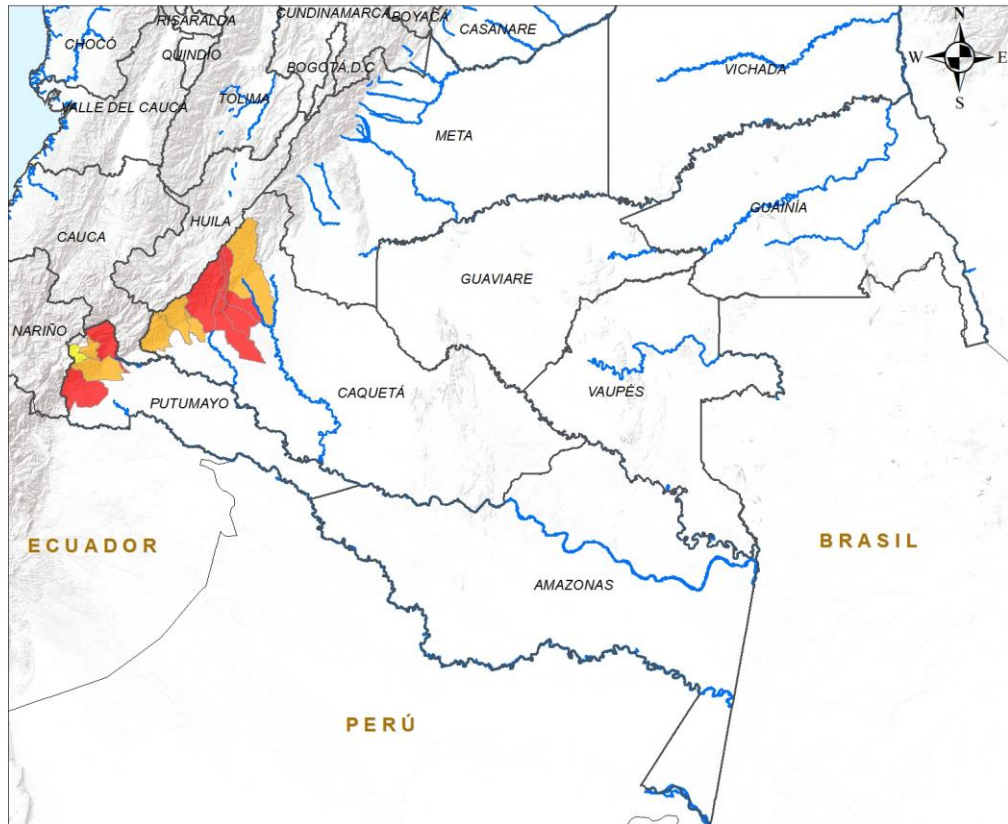 CUNDINAMARCA
BOYACÁ
RISARALDA
CASANARE
N
CHOCÓ
QUINDÍO
BOGOTÁ D.C
W
E
VICHADA
TOLIMA
VALLE DEL CAUCA
S
META
GUAINÍA
HUILA
CAUCA
GUAVIARE
NARIÑO
CAQUETÁ
VAUPÉS
PUTUMAYO
ECUADOR
BRASIL
AMAZONAS
PERÚ